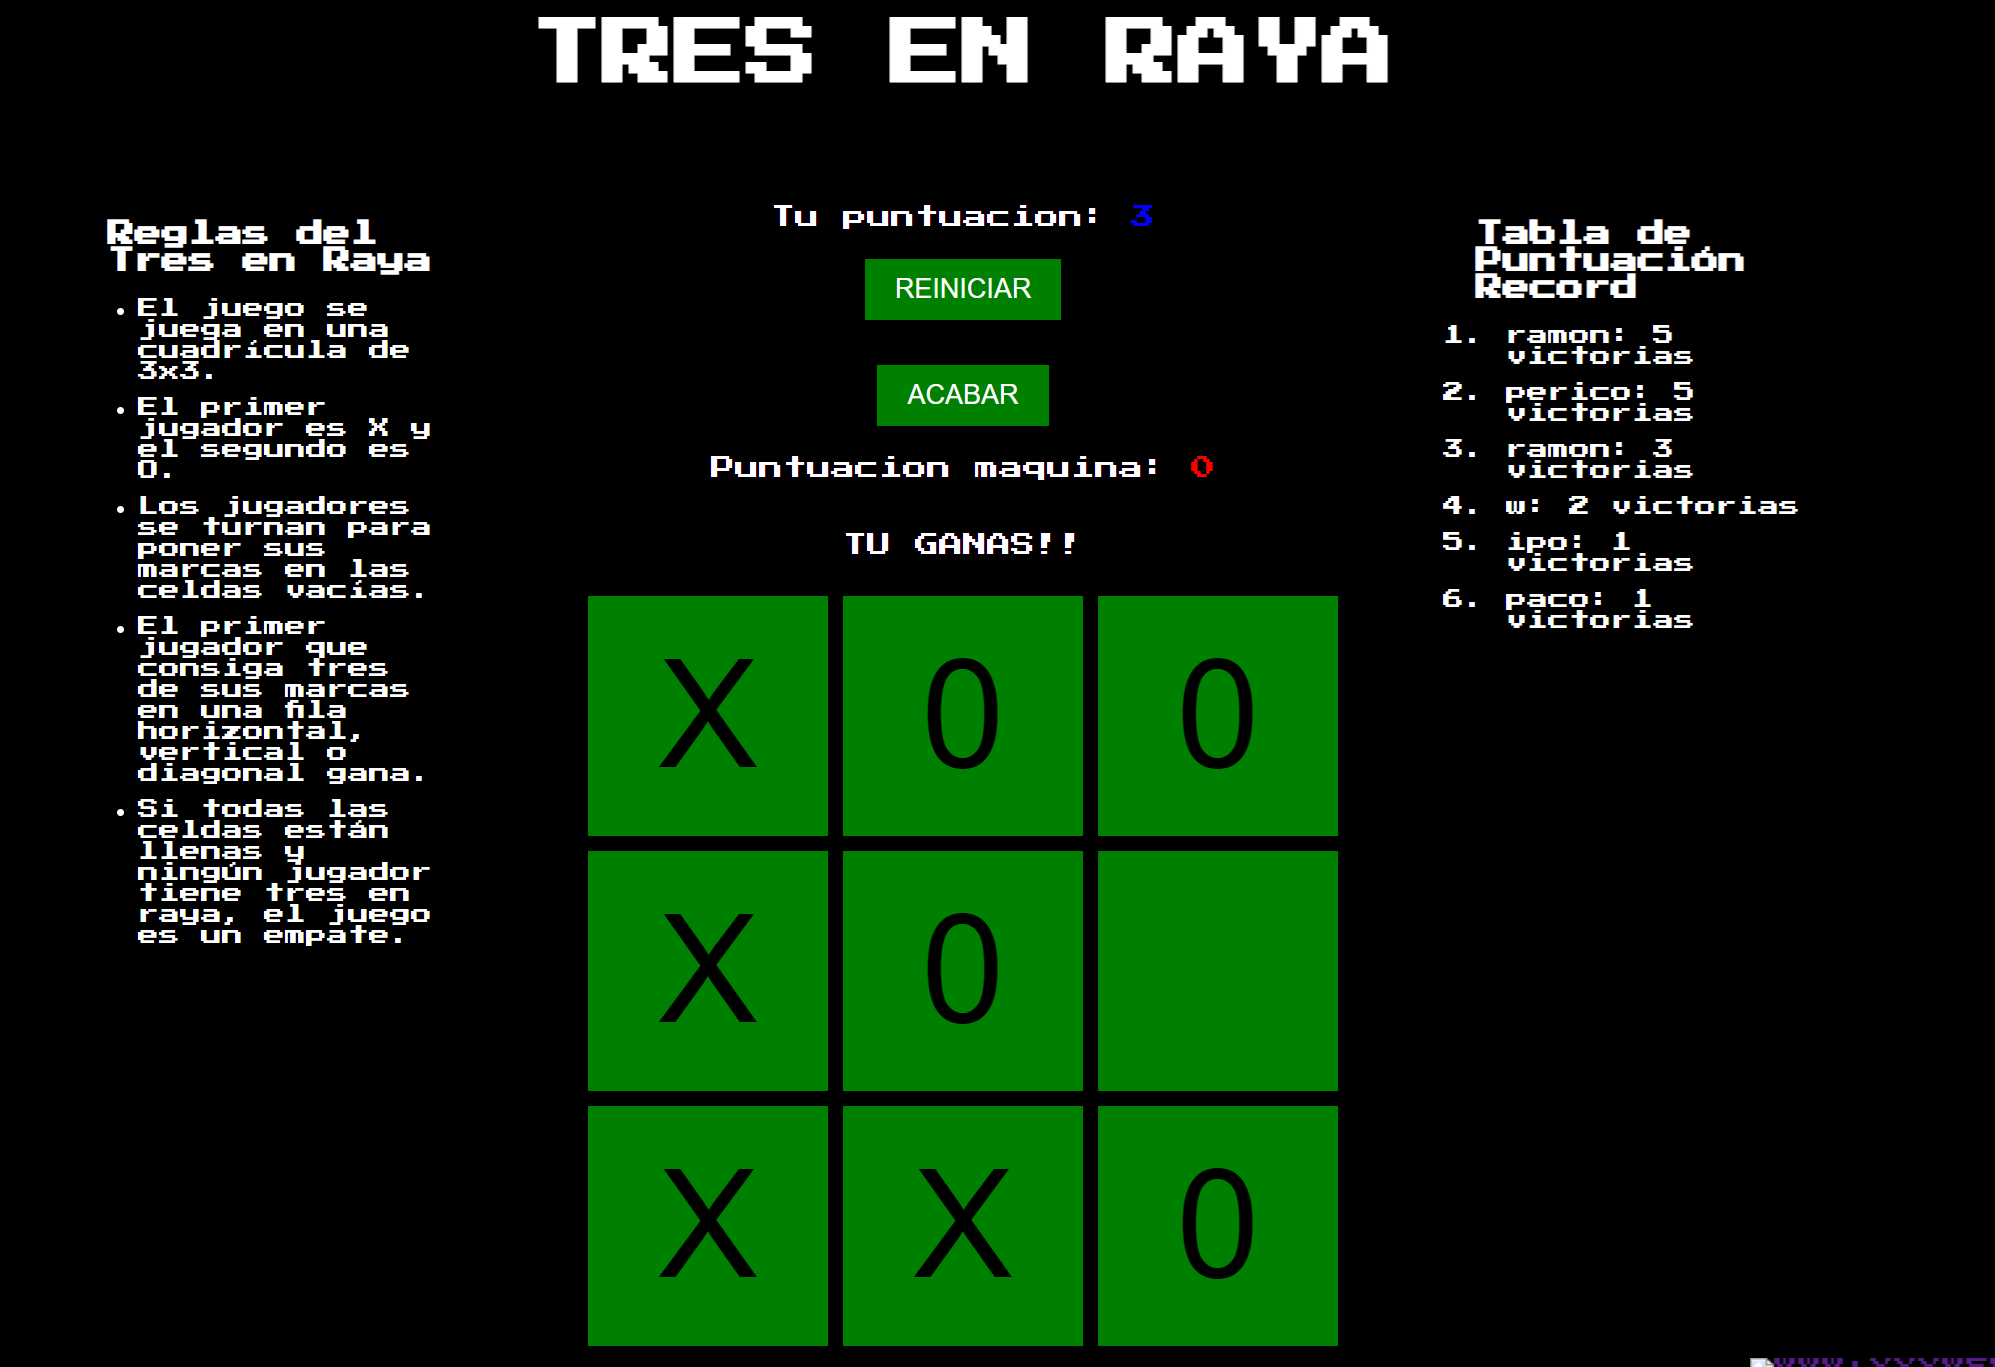 TRES EN RAYA
Reglas del
Tres en Raya
• El juego se
juega en una
cuadrícula de
3x3.
• El primer
jugador es X y
el segundo es
O.
• Los jugadores
se turnan para
poner sus
marcas en las
celdas vacías.
• El primer
jugador que
consiga tres
de sus marcas
en una fila
horizontal,
vertical o
diagonal gana.
• Si todas las
celdas están
llenas y
ningún jugador
tiene tres en
raya, el juego
es un empate.
Tu puntuacion: 3
REINICIAR
ACABAR
Puntuacion maquina: 0
TU GANAS!!
X 0 0
X 0
X X 0
Tabla de
Puntuación
Record
1. ramon: 5
victorias
2. perico: 5
victorias
3. ramon: 3
victorias
4. w: 2 victorias
5. ipo: 1
victorias
6. paco: 1
victorias